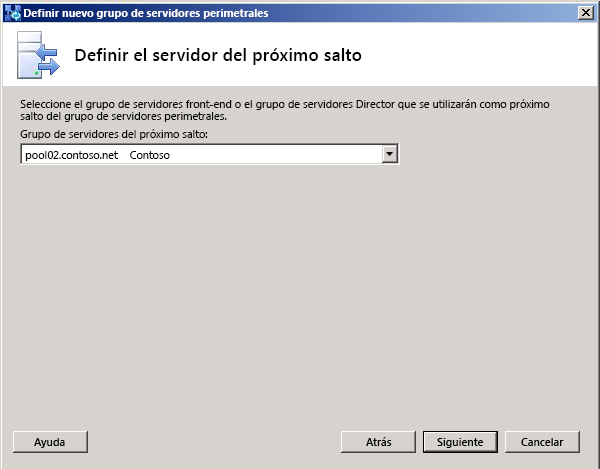 Definir nuevo grupo de servidores perimetrales
Definir el servidor del próximo salto
Seleccione el grupo de servidores front-end o el grupo de servidores Director que se utilizarán como próximo
salto del grupo de servidores perimetrales.
Grupo de servidores del próximo salto:
pool02.contoso.net Contoso
Ayuda Atrás Siguiente Cancelar